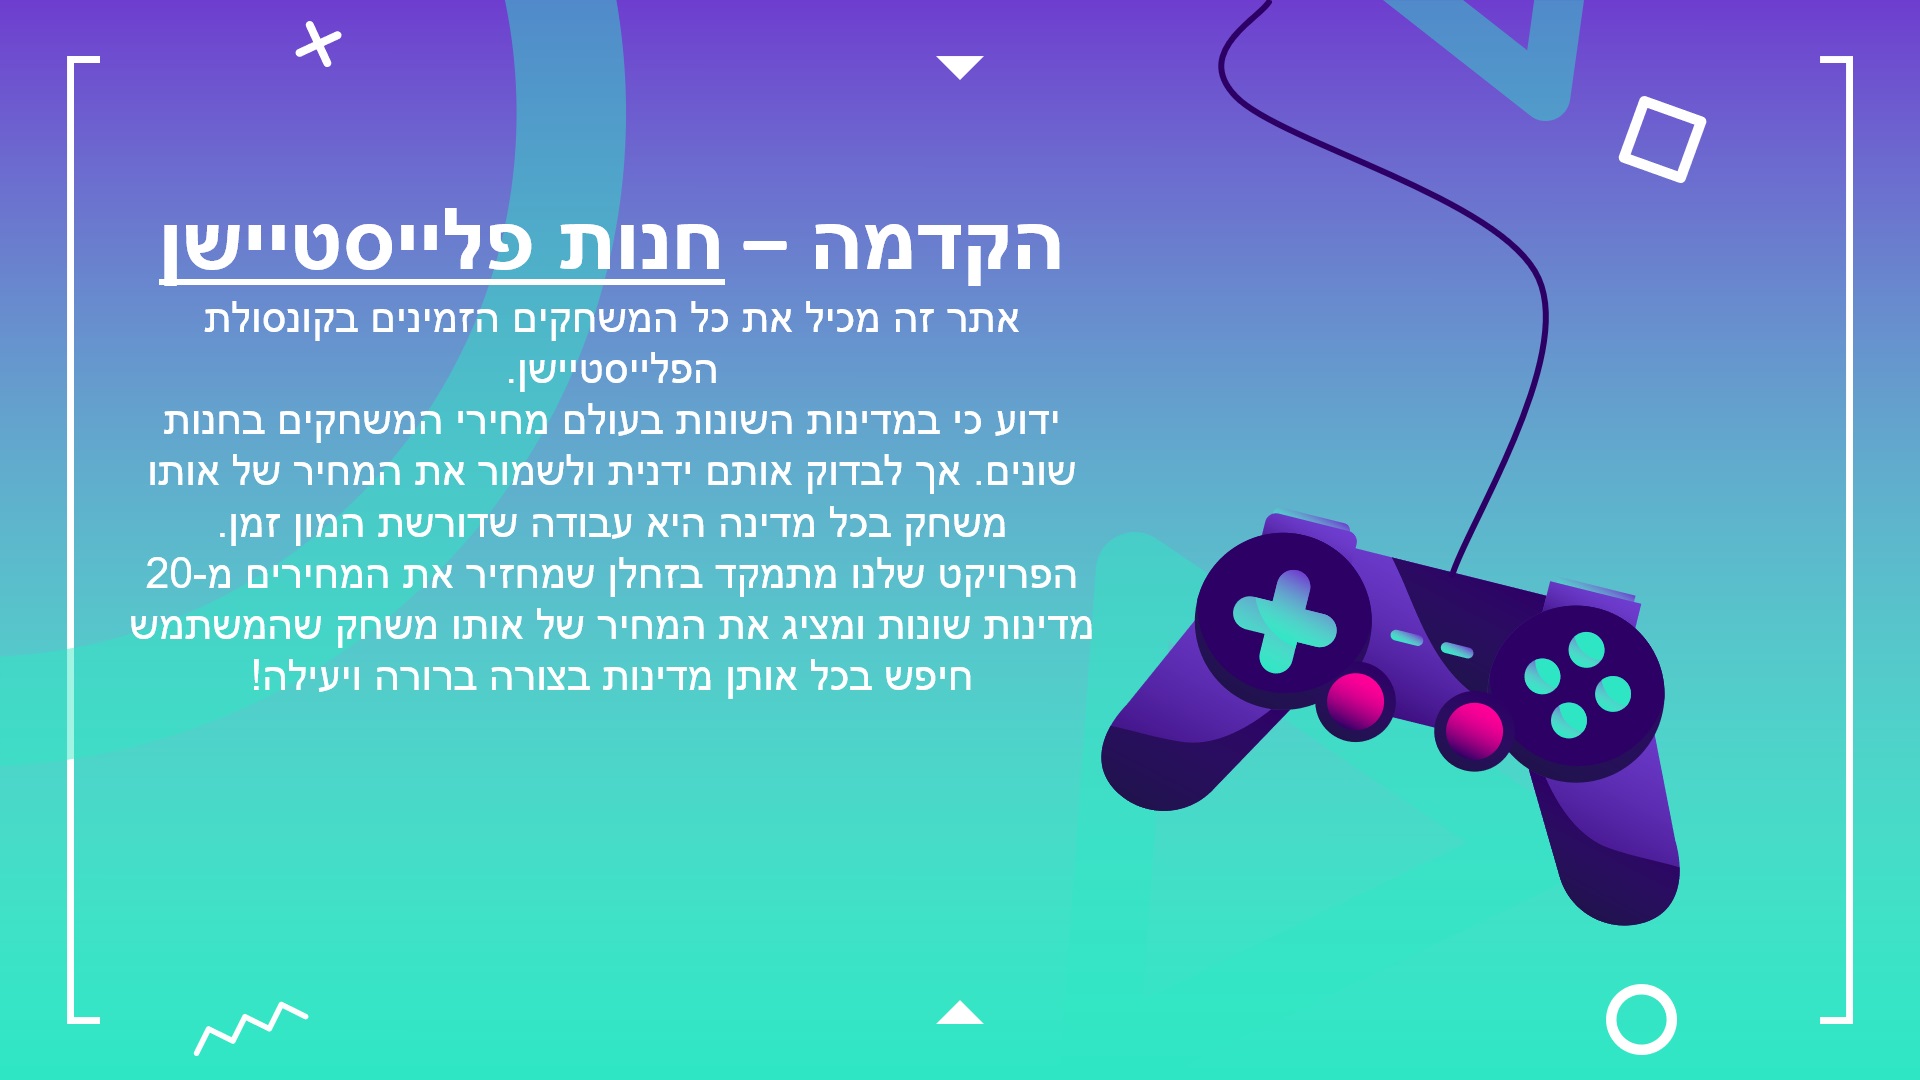 הקדמה – חנות פלייסטיישן
אתר זה מכיל את כל המשחקים הזמינים בקונסולת
הפלייסטיישן.
ידוע כי במדינות השונות בעולם מחירי המשחקים בחנות
שונים. אך לבדוק אותם ידנית ולשמור את המחיר של אותו
משחק בכל מדינה היא עבודה שדורשת המון זמן.
הפרויקט שלנו מתמקד בזחלן שמחזיר את המחירים מ-20
מדינות שונות ומציג את המחיר של אותו משחק שהמשתמש
חיפש בכל אותן מדינות בצורה ברורה ויעילה!